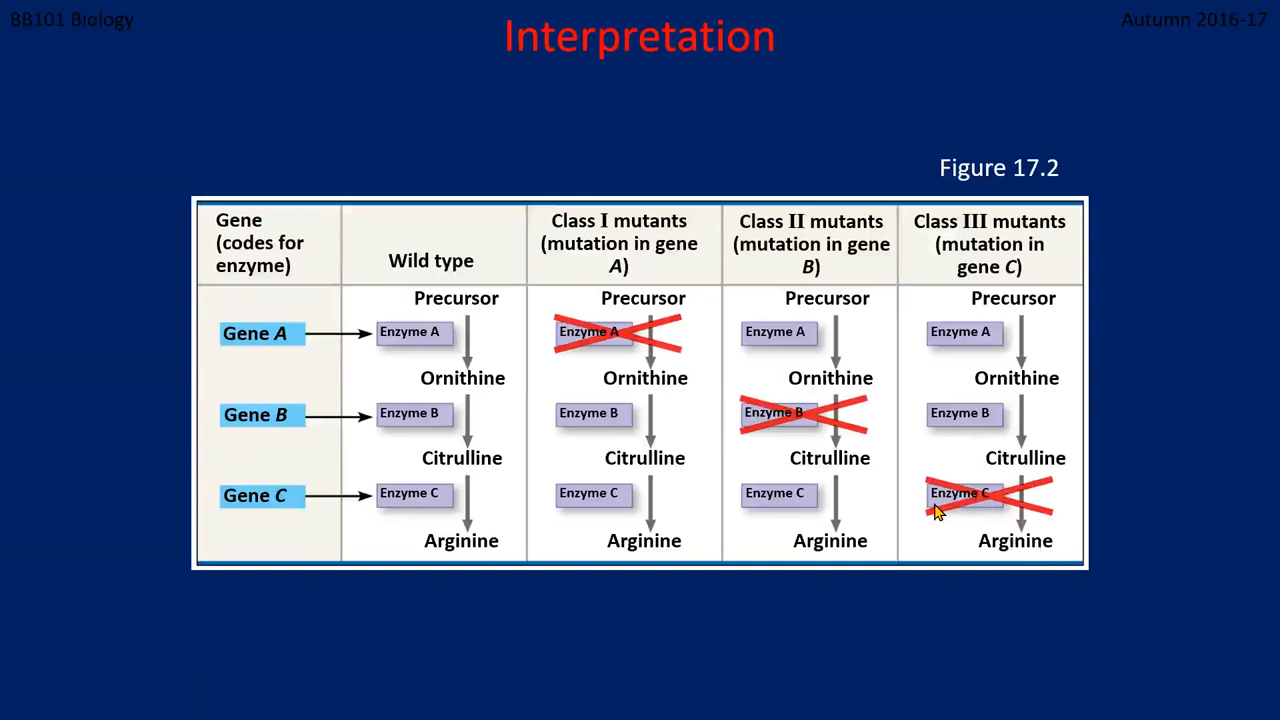 BB101 Biology
Autumn 2016-17
Interpretation
Figure 17.2
Gene
(codes for
enzyme)
Wild type
Class I mutants
(mutation in gene
A)
Class II mutants
(mutation in gene
B)
Class III mutants
(mutation in
gene C)
Precursor
Precursor
Precursor
Precursor
Gene A
Enzyme A
Enzyme A
Enzyme A
Enzyme A
Ornithine
Ornithine
Ornithine
Ornithine
Gene B
Enzyme B
Enzyme B
Enzyme B
Enzyme B
Citrulline
Citrulline
Citrulline
Citrulline
Gene C
Enzyme C
Enzyme C
Enzyme C
Enzyme C
Arginine
Arginine
Arginine
Arginine